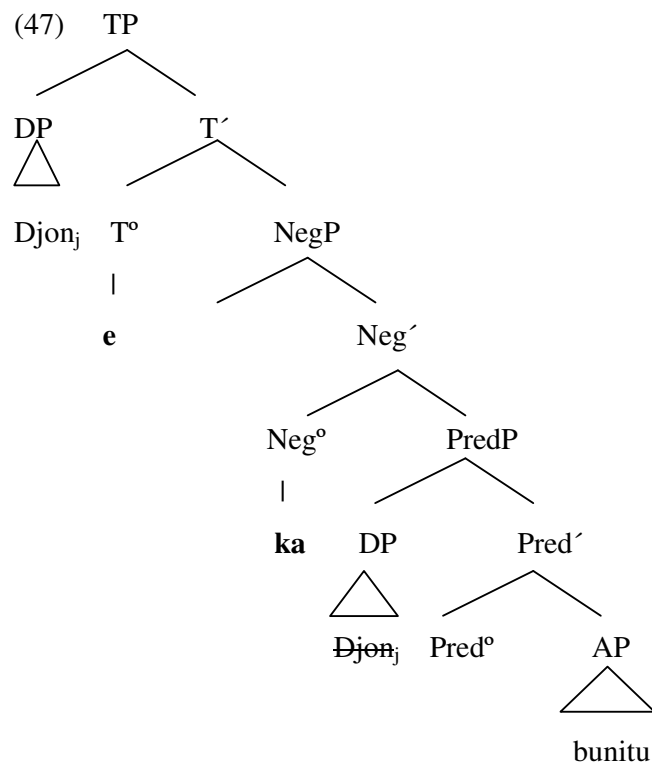 (47) TP
DP T´
Djonj Tº NegP
e Neg´
Negº PredP
ka DP Pred´
Djonj Predº AP
bunitu